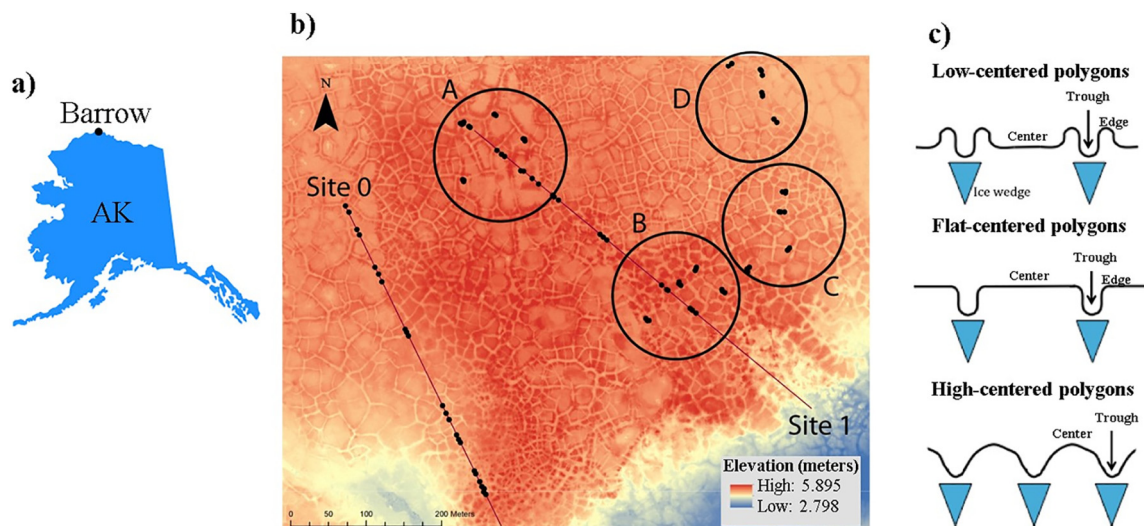 a)
Barrow
AK
b)
N
A
D
Site 0
B
C
Site 1
Elevation (meters)
High: 5.895
Low: 2.798
0 50 100 200 Meters
c)
Low-centered polygons
Trough
Edge
Center
Ice wedge
Flat-centered polygons
Trough
Center
Edge
High-centered polygons
Trough
Center